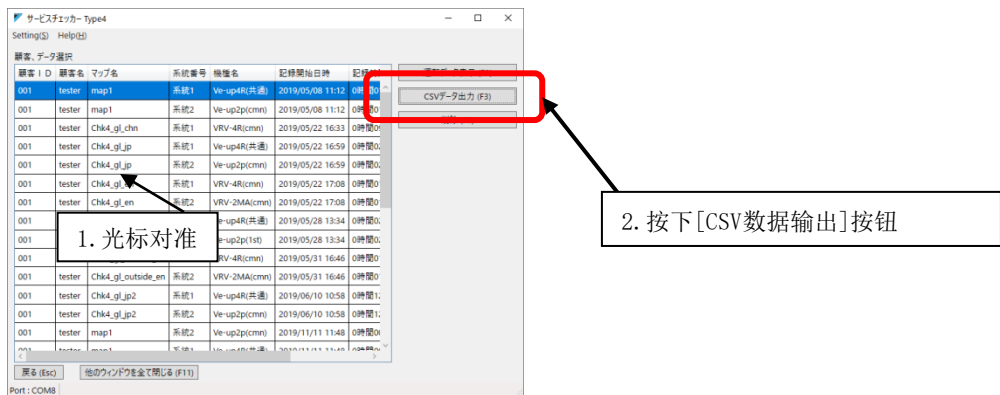 サービスチェッカー Type4
Setting(S) Help(H)
顧客、データ選択
顧客ID 顧客名 マップ名 系統番号 機種名 記録開始日時
001 tester map1 系統1 Ve-up4R(共通) 2019/05/08 11:12
CSVデータ出力 (F3)
001 tester map1 系統2 Ve-up2p(cmn) 2019/05/08 11:12
001 tester Chk4_gl_chn 系統1 VRV-4R(cmn) 2019/05/22 16:33
001 tester Chk4_gl_jp 系統1 Ve-up4R(共通) 2019/05/22 16:59
001 tester Chk4_gl_jp 系統2 Ve-up2p(cmn) 2019/05/22 16:59
001 tester 系統1 VRV-4R(cmn) 2019/05/22 17:08
001 tester Chk4_gl_en 系統2 VRV-2MA(cmn) 2019/05/22 17:08
001 2019/05/28 13:34
001 2019/05/28 13:34
001 2019/05/31 16:46
001 tester Chk4_gl_outside_en 系統2 VRV-2MA(cmn) 2019/05/31 16:46
001 tester Chk4_gl_jp2 系統1 Ve-up4R(共通) 2019/06/10 10:58
001 tester Chk4_gl_jp2 系統2 Ve-up2p(cmn) 2019/06/10 10:58
001 tester map1 系統2 Ve-up2p(cmn) 2019/11/11 11:48
1.光标对准
2.按下[CSV数据输出]按钮
戻る (Esc) 他のウィンドウを全て閉じる (F11)
Port : COM8